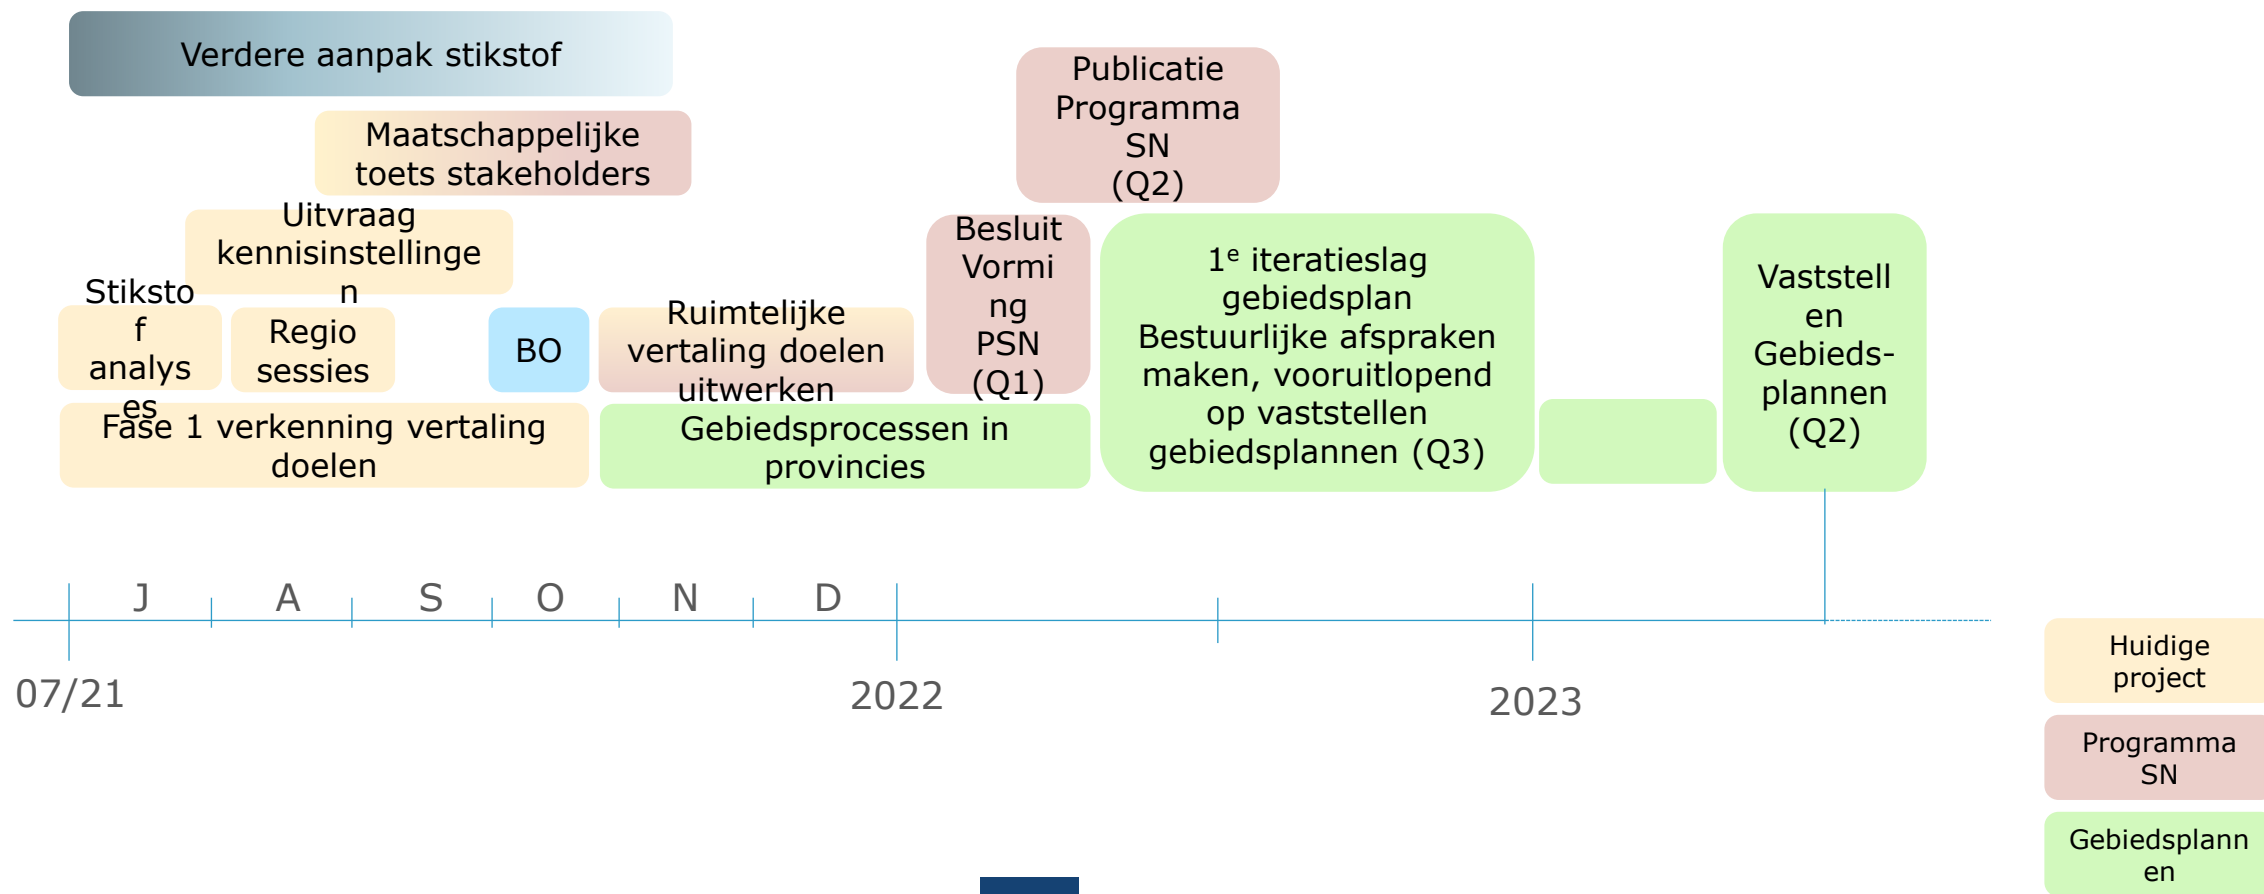 Verdere aanpak stikstof
Maatschappelijke
toets stakeholders
Uitvraag
kennisinstellinge
n
Stiksto
f
analys
es
Regio
sessies
BO
Ruimtelijke
vertaling doelen
uitwerken
Fase 1 verkenning vertaling
doelen
Gebiedsprocessen in
provincies
Publicatie
Programma
SN
(Q2)
Besluit
Vormi
ng
PSN
(Q1)
1e iteratieslag
gebiedsplan
Bestuurlijke afspraken
maken, vooruitlopend
op vaststellen
gebiedsplannen (Q3)
Vaststell
en
Gebieds-
plannen
(Q2)
J A S O N D
07/21 2022 2023
Huidige
project
Programma
SN
Gebiedsplann
en